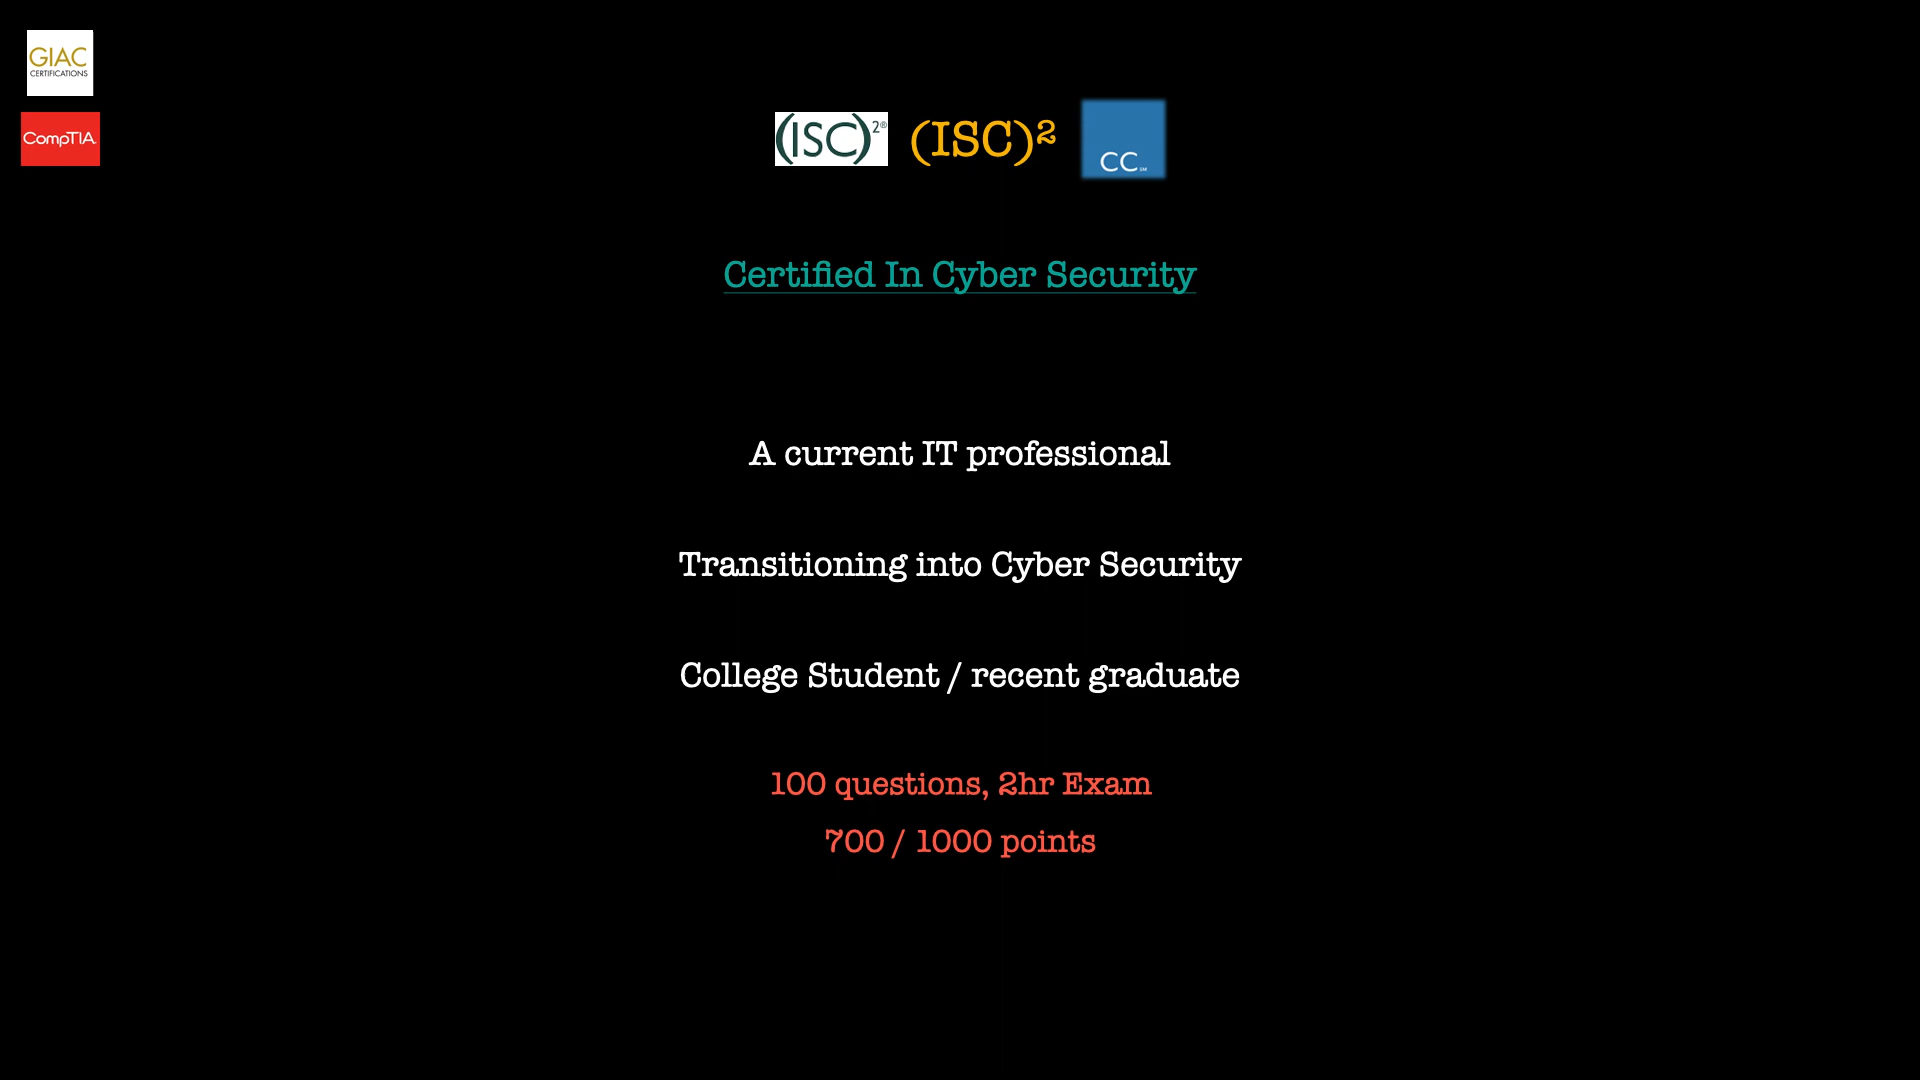 GIAC
CERTIFICATIONS
CompTIA.
(ISC)²® (ISC)² CC℠
Certified In Cyber Security
A current IT professional
Transitioning into Cyber Security
College Student / recent graduate
100 questions, 2hr Exam
700 / 1000 points